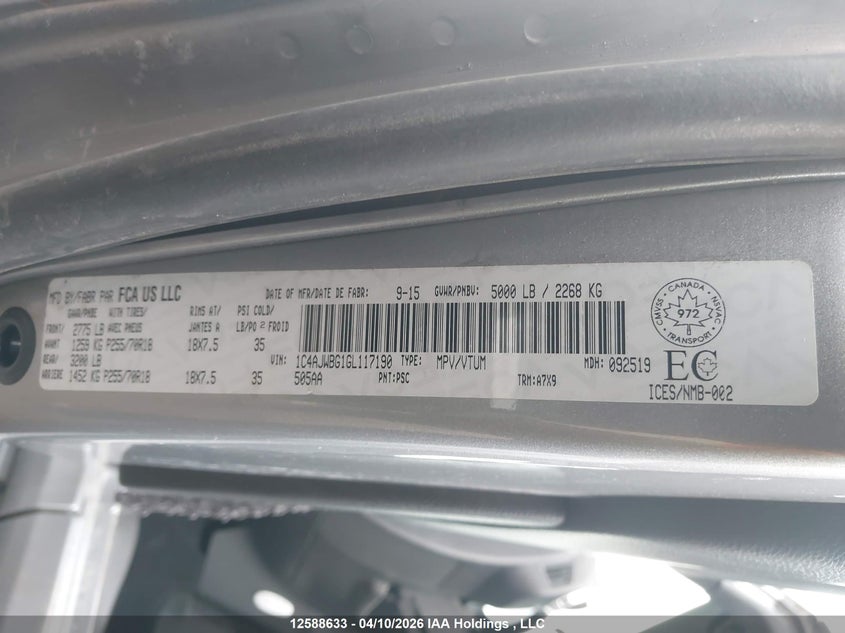 MFD BY/FABR PAR FCA US LLC
DATE OF MFR/DATE DE FABR: 9-15 GVWR/PNBV: 5000 LB / 2268 KG
GAWR/PNBE WITH TIRES/ RIMS AT/ PSI COLD/
FRONT/ 2775 LB AVEC PNEUS JANTES A LB/PO2 FROID
AVANT 1259 KG P255/70R18 18X7.5 35
REAR/ 3200 LB
ARRIERE 1452 KG P255/70R18 18X7.5 35
VIN: 1C4AJWBG1GL117190 TYPE: MPV/VTUM MDH: 092519
505AA PNT:PSC TRM:A7X9
CMVSS CANADA NSVAC
972
TRANSPORT
EC
ICES/NMB-002
12588633 - 04/10/2026 IAA Holdings , LLC